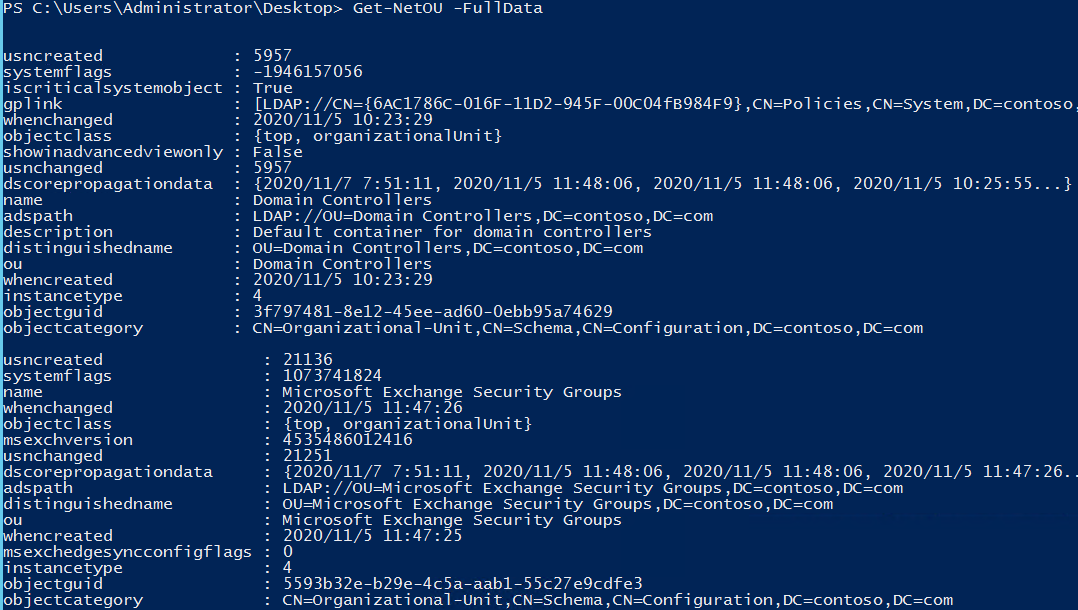 PS C:\Users\Administrator\Desktop> Get-NetOU -FullData
usncreated : 5957
systemflags : -1946157056
iscriticalsystemobject : True
gplink : [LDAP://CN={6AC1786C-016F-11D2-945F-00C04fB984F9},CN=Policies,CN=System,DC=contoso,
whenchanged : 2020/11/5 10:23:29
objectclass : {top, organizationalUnit}
showinadvancedviewonly : False
usnchanged : 5957
dscorepropagationdata : {2020/11/7 7:51:11, 2020/11/5 11:48:06, 2020/11/5 11:48:06, 2020/11/5 10:25:55...}
name : Domain Controllers
adspath : LDAP://OU=Domain Controllers,DC=contoso,DC=com
description : Default container for domain controllers
distinguishedname : OU=Domain Controllers,DC=contoso,DC=com
ou : Domain Controllers
whencreated : 2020/11/5 10:23:29
instancetype : 4
objectguid : 3f797481-8e12-45ee-ad60-0ebb95a74629
objectcategory : CN=Organizational-Unit,CN=Schema,CN=Configuration,DC=contoso,DC=com
usncreated : 21136
systemflags : 1073741824
name : Microsoft Exchange Security Groups
whenchanged : 2020/11/5 11:47:26
objectclass : {top, organizationalUnit}
msexchversion : 4535486012416
usnchanged : 21251
dscorepropagationdata : {2020/11/7 7:51:11, 2020/11/5 11:48:06, 2020/11/5 11:48:06, 2020/11/5 11:47:26..
adspath : LDAP://OU=Microsoft Exchange Security Groups,DC=contoso,DC=com
distinguishedname : OU=Microsoft Exchange Security Groups,DC=contoso,DC=com
ou : Microsoft Exchange Security Groups
whencreated : 2020/11/5 11:47:25
msexchedgesyncconfigflags : 0
instancetype : 4
objectguid : 5593b32e-b29e-4c5a-aab1-55c27e9cdfe3
objectcategory : CN=Organizational-Unit,CN=Schema,CN=Configuration,DC=contoso,DC=com